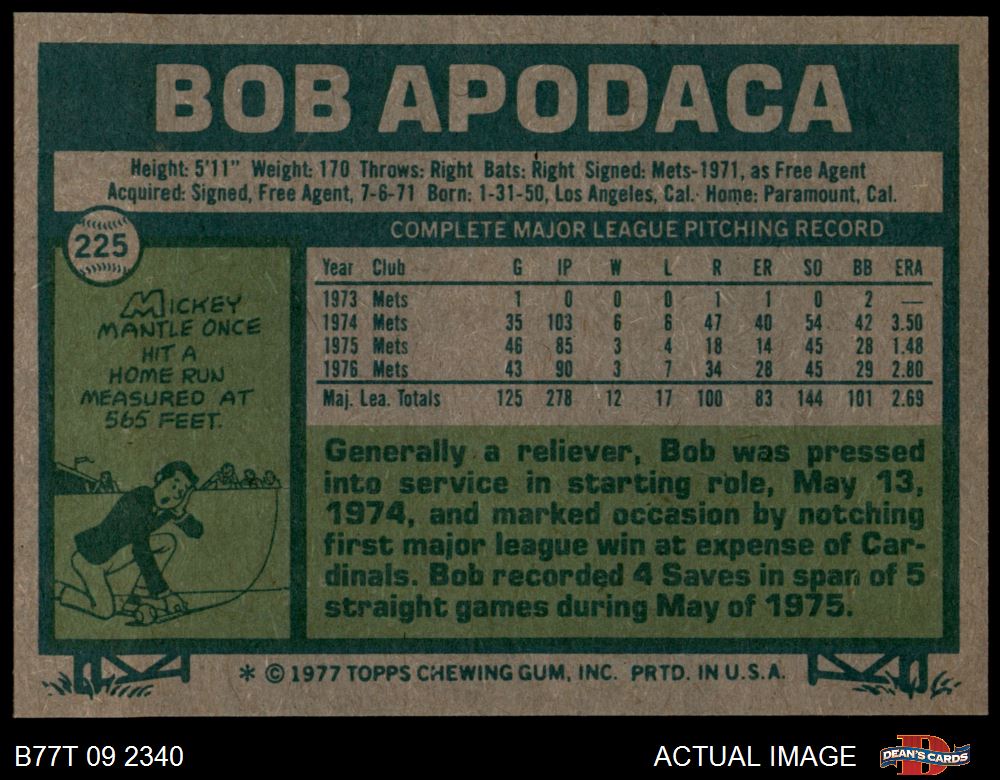 BOB APODACA
Height: 5'11" Weight: 170 Throws: Right Bats: Right Signed: Mets-1971, as Free Agent
Acquired: Signed, Free Agent, 7-6-71 Born: 1-31-50, Los Angeles, Cal. Home: Paramount, Cal.
225
MICKEY
MANTLE ONCE
HIT A
HOME RUN
MEASURED AT
565 FEET.
COMPLETE MAJOR LEAGUE PITCHING RECORD
Year Club G IP W L R ER SO BB ERA
1973 Mets 1 0 0 0 1 1 0 2 —
1974 Mets 35 103 6 6 47 40 54 42 3.50
1975 Mets 46 85 3 4 18 14 45 28 1.48
1976 Mets 43 90 3 7 34 28 45 29 2.80
Maj. Lea. Totals 125 278 12 17 100 83 144 101 2.69
Generally a reliever, Bob was pressed
into service in starting role, May 13,
1974, and marked occasion by notching
first major league win at expense of Car-
dinals. Bob recorded 4 Saves in span of 5
straight games during May of 1975.
* © 1977 TOPPS CHEWING GUM, INC. PRTD. IN U.S.A.
B77T 09 2340
ACTUAL IMAGE
D
DEAN'S CARDS